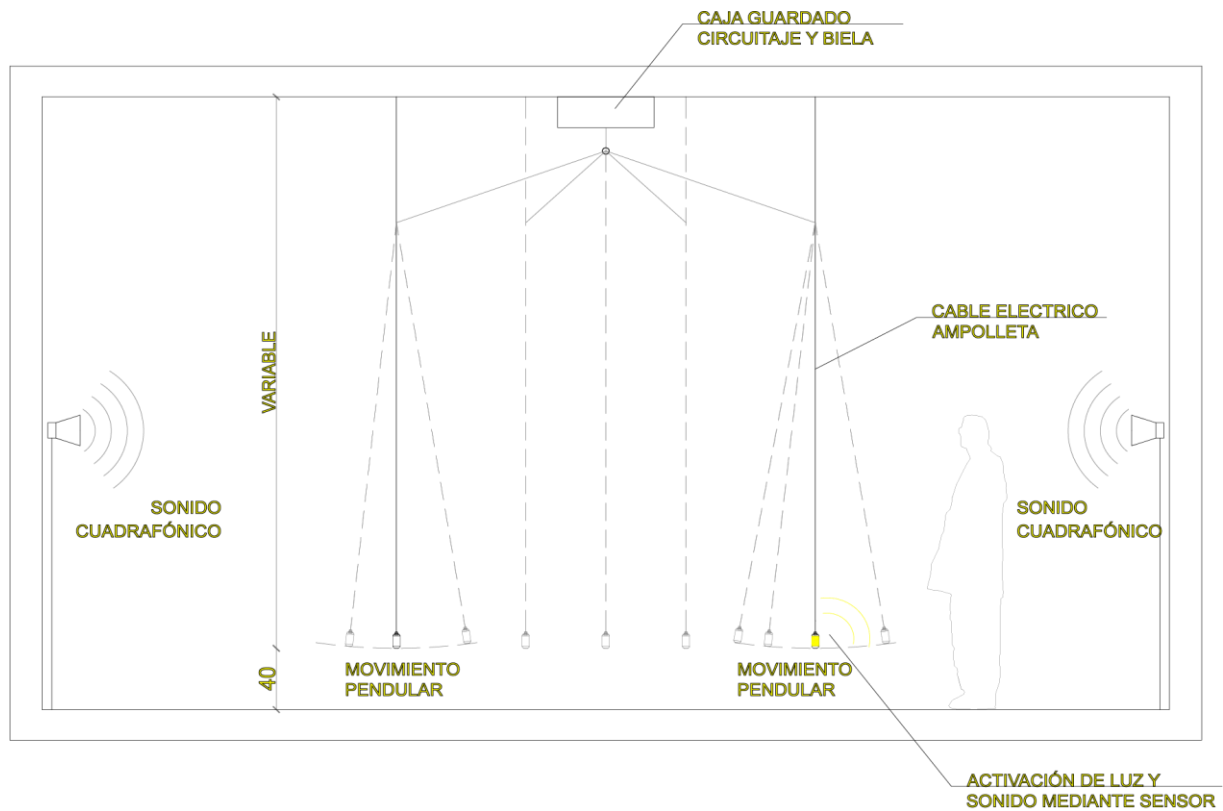 CAJA GUARDADO
CIRCUITAJE Y BIELA
CABLE ELECTRICO
AMPOLLETA
VARIABLE
SONIDO
CUADRAFÓNICO
SONIDO
CUADRAFÓNICO
40
MOVIMIENTO
PENDULAR
MOVIMIENTO
PENDULAR
ACTIVACIÓN DE LUZ Y
SONIDO MEDIANTE SENSOR